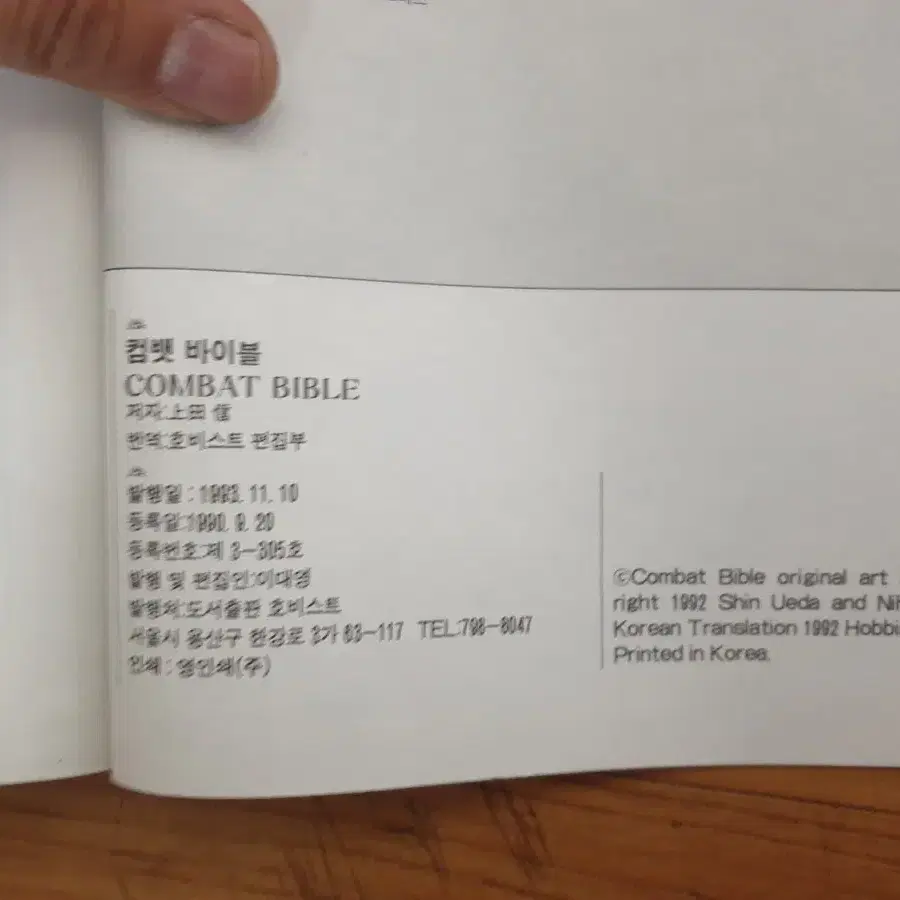 컴뱃 바이블
COMBAT BIBLE
저자:上田 信
번역:호비스트 편집부
발행일 : 1993. 11. 10
등록일:1990. 9. 20
등록번호:제 3-305호
발행 및 편집인:이대영
발행처:도서출판 호비스트
서울시 용산구 한강로 3가 63-117 TEL:798-8047
인쇄 : 영인쇄(주)
©Combat Bible original art
right 1992 Shin Ueda and
Korean Translation 1992
Printed in Korea.